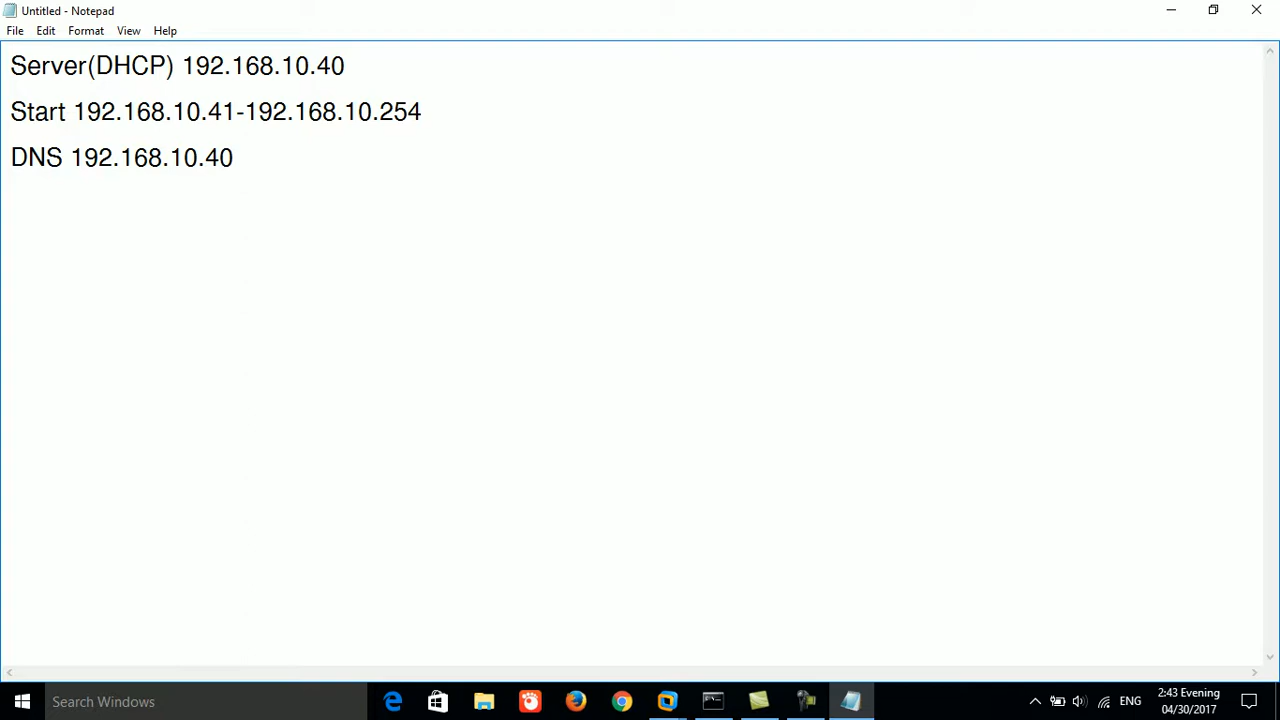 Untitled - Notepad
File Edit Format View Help
Server(DHCP) 192.168.10.40
Start 192.168.10.41-192.168.10.254
DNS 192.168.10.40
Search Windows
ENG
2:43 Evening
04/30/2017